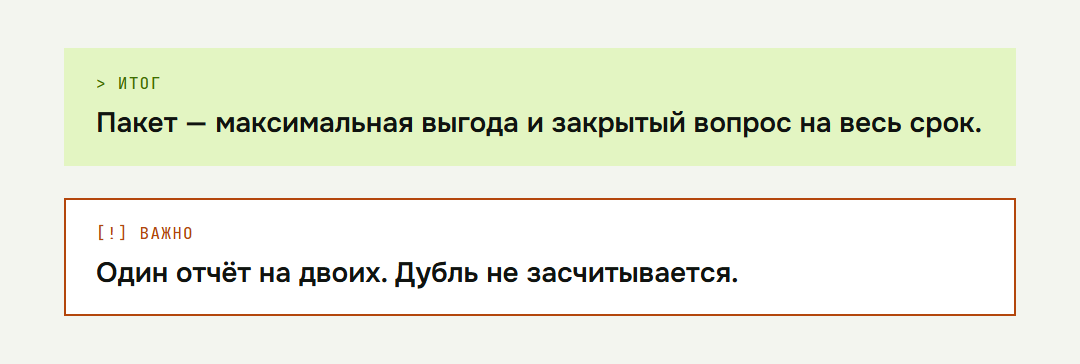 > ИТОГ
Пакет — максимальная выгода и закрытый вопрос на весь срок.
[!] ВАЖНО
Один отчёт на двоих. Дубль не засчитывается.